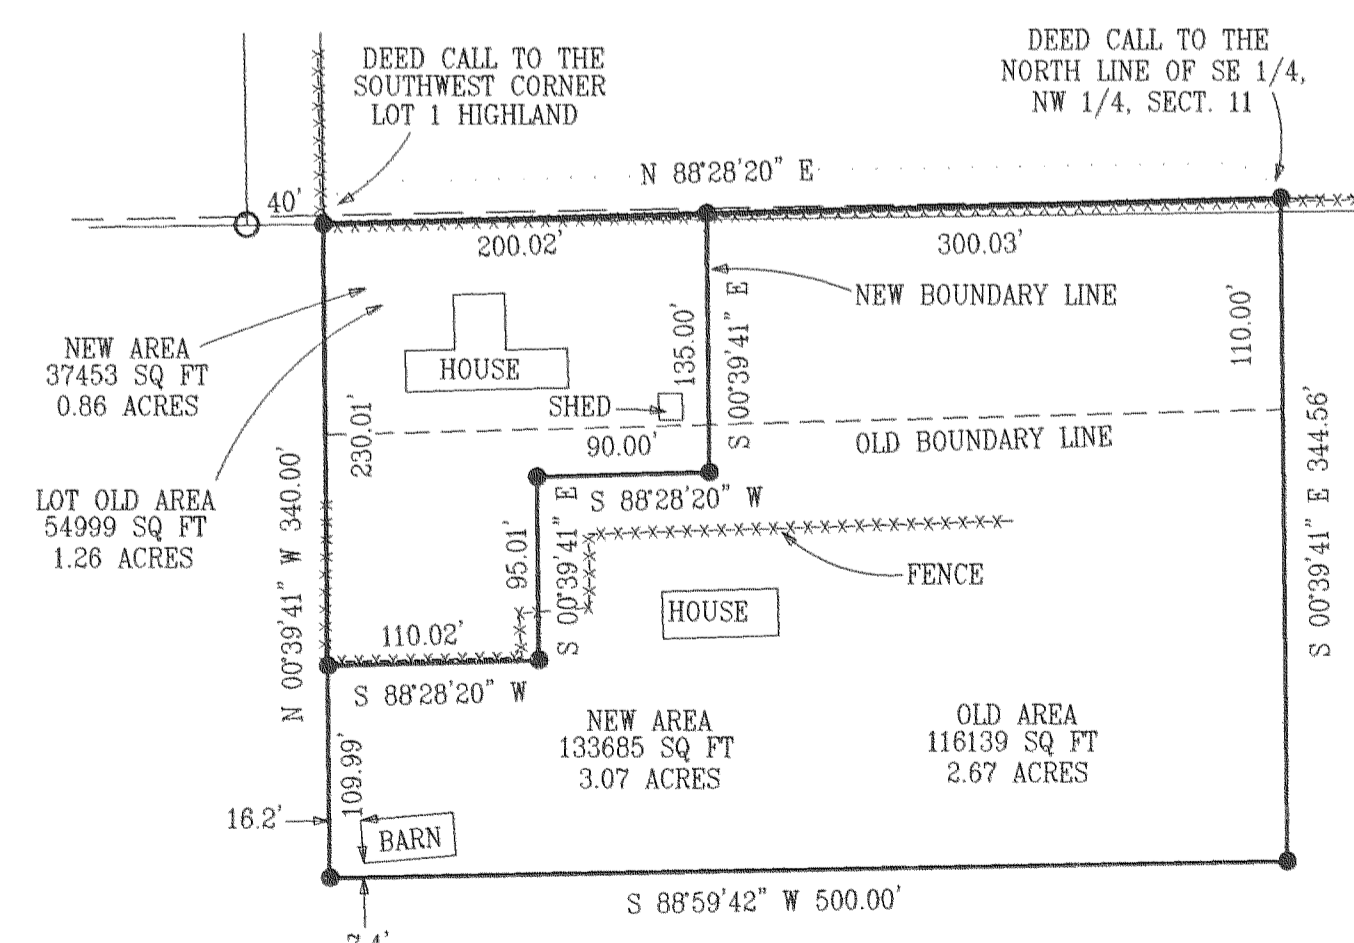 DEED CALL TO THE
SOUTHWEST CORNER
LOT 1 HIGHLAND
DEED CALL TO THE
NORTH LINE OF SE 1/4,
NW 1/4, SECT. 11
N 88°28'20" E
40'
200.02'
300.03'
NEW BOUNDARY LINE
135.00'
S 00°39'41" E
110.00'
NEW AREA
37453 SQ FT
0.86 ACRES
HOUSE
SHED
230.01'
90.00'
OLD BOUNDARY LINE
S 00°39'41" E 344.56'
LOT OLD AREA
54999 SQ FT
1.26 ACRES
N 00°39'41" W 340.00'
S 88°28'20" W
95.01'
S 00°39'41" E
FENCE
HOUSE
110.02'
S 88°28'20" W
NEW AREA
133685 SQ FT
3.07 ACRES
OLD AREA
116139 SQ FT
2.67 ACRES
109.99'
16.2'
BARN
S 88°59'42" W 500.00'